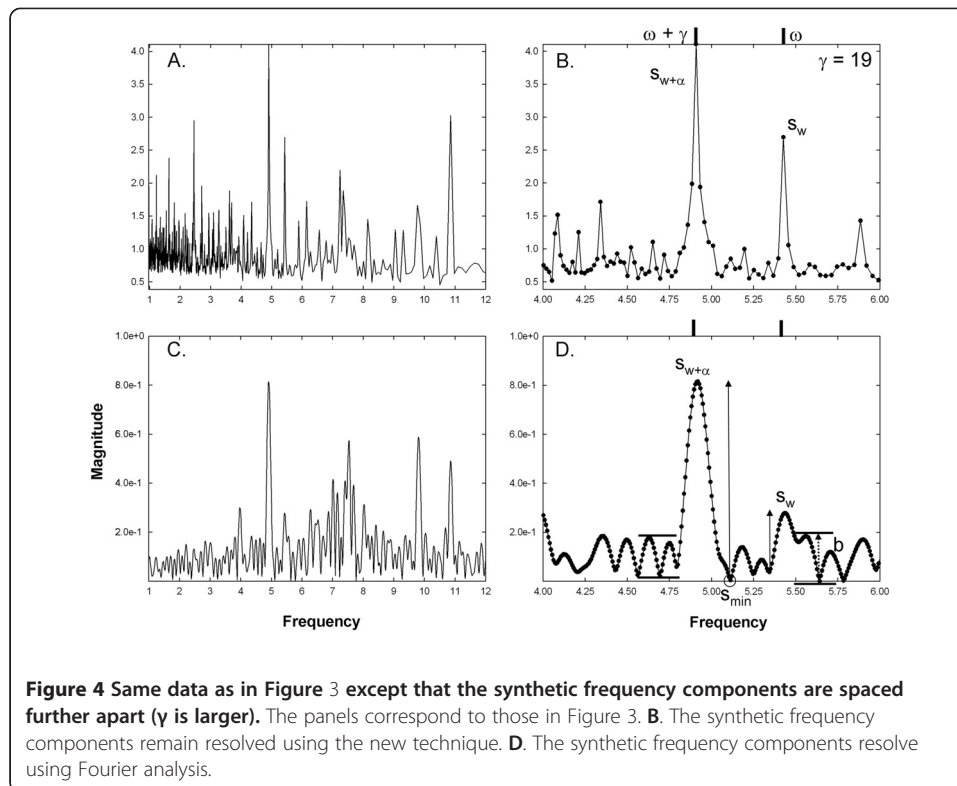 ω + γ ω
A. B. γ = 19
s_{w+α}
s_w
4.0 3.5 3.0 2.5 2.0 1.5 1.0 0.5
1 2 3 4 5 6 7 8 9 10 11 12
4.0 3.5 3.0 2.5 2.0 1.5 1.0 0.5
4.00 4.25 4.50 4.75 5.00 5.25 5.50 5.75 6.00
C. D.
Magnitude
1.0e+0 8.0e-1 6.0e-1 4.0e-1 2.0e-1
1 2 3 4 5 6 7 8 9 10 11 12
Frequency
1.0e+0 8.0e-1 6.0e-1 4.0e-1 2.0e-1
s_{w+α}
s_w
b
s_{min}
4.00 4.25 4.50 4.75 5.00 5.25 5.50 5.75 6.00
Frequency
Figure 4 Same data as in Figure 3 except that the synthetic frequency components are spaced
further apart (γ is larger). The panels correspond to those in Figure 3. B. The synthetic frequency
components remain resolved using the new technique. D. The synthetic frequency components resolve
using Fourier analysis.